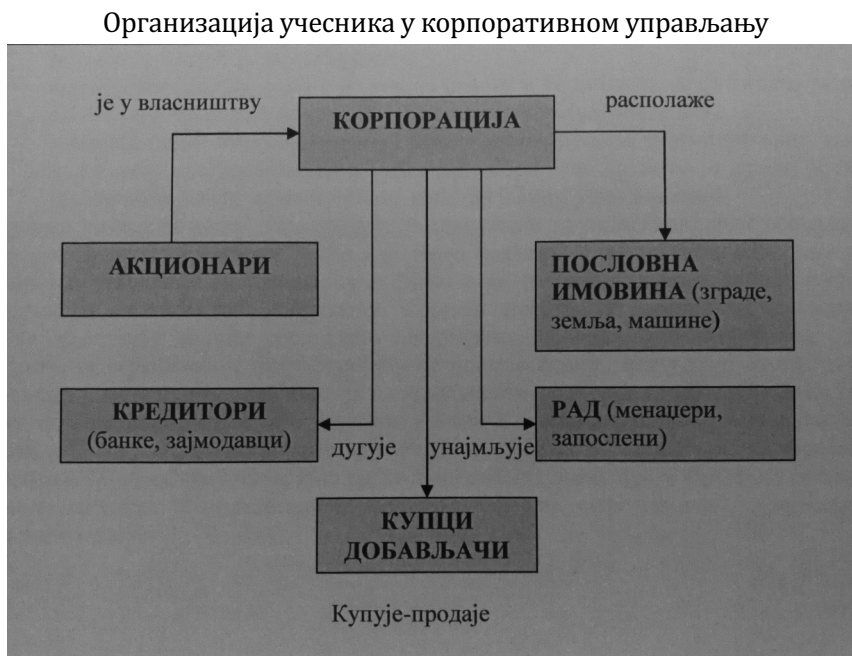 Организација учесника у корпоративном управљању
је у власништву
КОРПОРАЦИЈА
располаже
АКЦИОНАРИ
ПОСЛОВНА
ИМОВИНА (зграде,
земља, машине)
КРЕДИТОРИ
(банке, зајмодавци)
дугује
унајмљује
РАД (менаџери,
запослени)
КУПЦИ
ДОБАВЉАЧИ
Купује-продаје